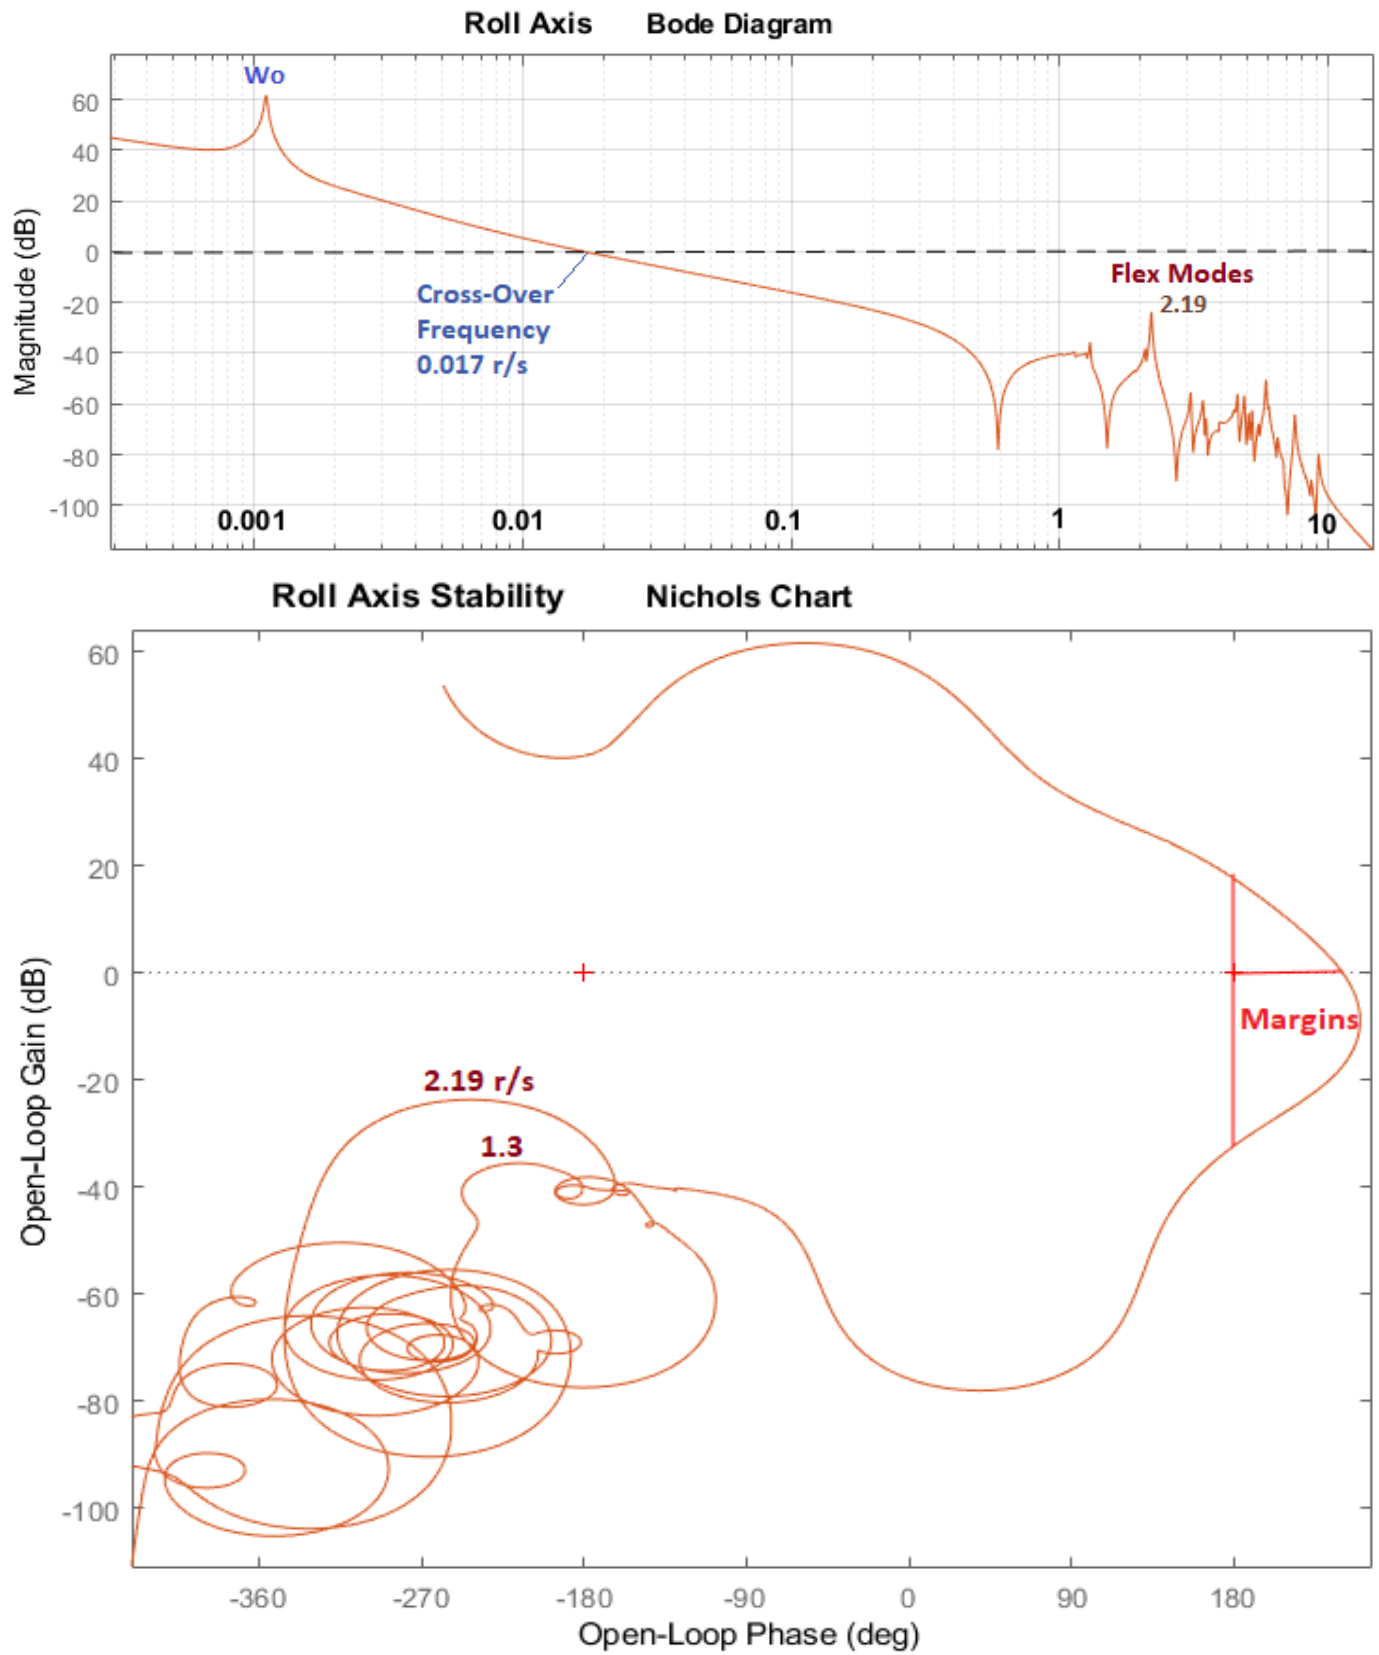 Roll Axis Bode Diagram
Wo
60
40
20
0
-20
-40
-60
-80
-100
Magnitude (dB)
Cross-Over
Frequency
0.017 r/s
Flex Modes
2.19
0.001 0.01 0.1 1 10
Roll Axis Stability Nichols Chart
60
40
20
0
-20
-40
-60
-80
-100
Open-Loop Gain (dB)
Margins
2.19 r/s
1.3
-360 -270 -180 -90 0 90 180
Open-Loop Phase (deg)